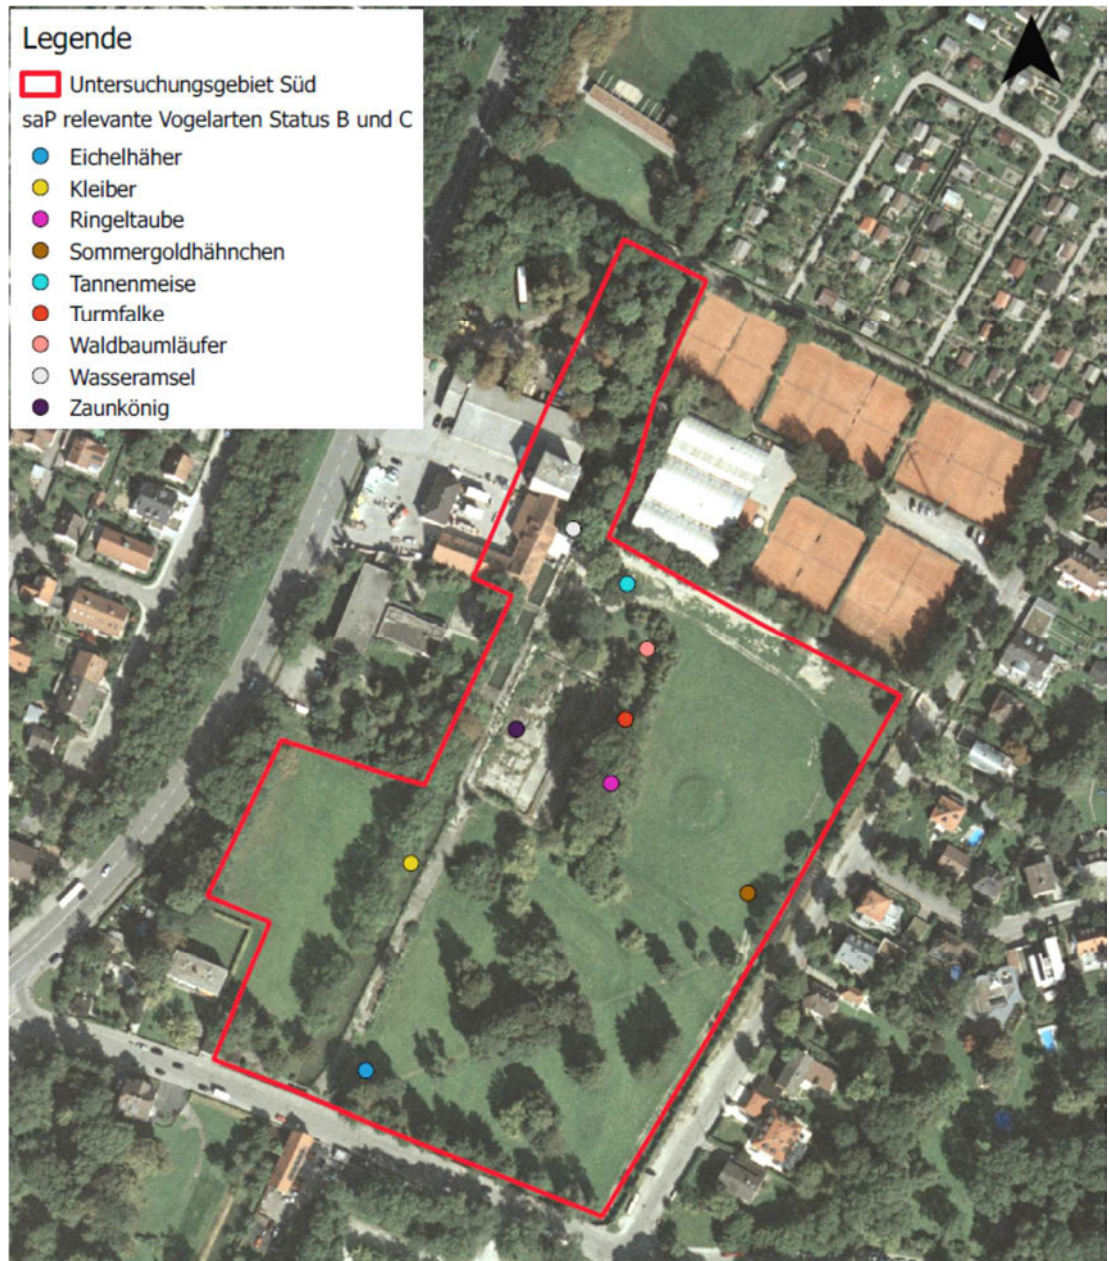 Legende
Untersuchungsgebiet Süd
saP relevante Vogelarten Status B und C
Eichelhäher
Kleiber
Ringeltaube
Sommergoldhähnchen
Tannenmeise
Turmfalke
Waldbaumläufer
Wasseramsel
Zaunkönig